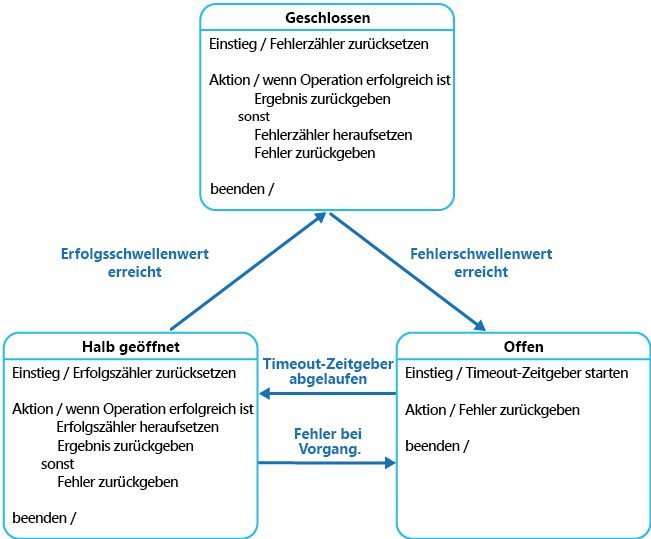 Geschlossen
Einstieg / Fehlerzähler zurücksetzen
Aktion / wenn Operation erfolgreich ist
Ergebnis zurückgeben
sonst
Fehlerzähler heraufsetzen
Fehler zurückgeben
beenden /
Erfolgsschwellenwert
erreicht
Fehlerschwellenwert
erreicht
Halb geöffnet
Einstieg / Erfolgszähler zurücksetzen
Aktion / wenn Operation erfolgreich ist
Erfolgszähler heraufsetzen
Ergebnis zurückgeben
sonst
Fehler zurückgeben
beenden /
Timeout-Zeitgeber
abgelaufen
Fehler bei
Vorgang.
Offen
Einstieg / Timeout-Zeitgeber starten
Aktion / Fehler zurückgeben
beenden /